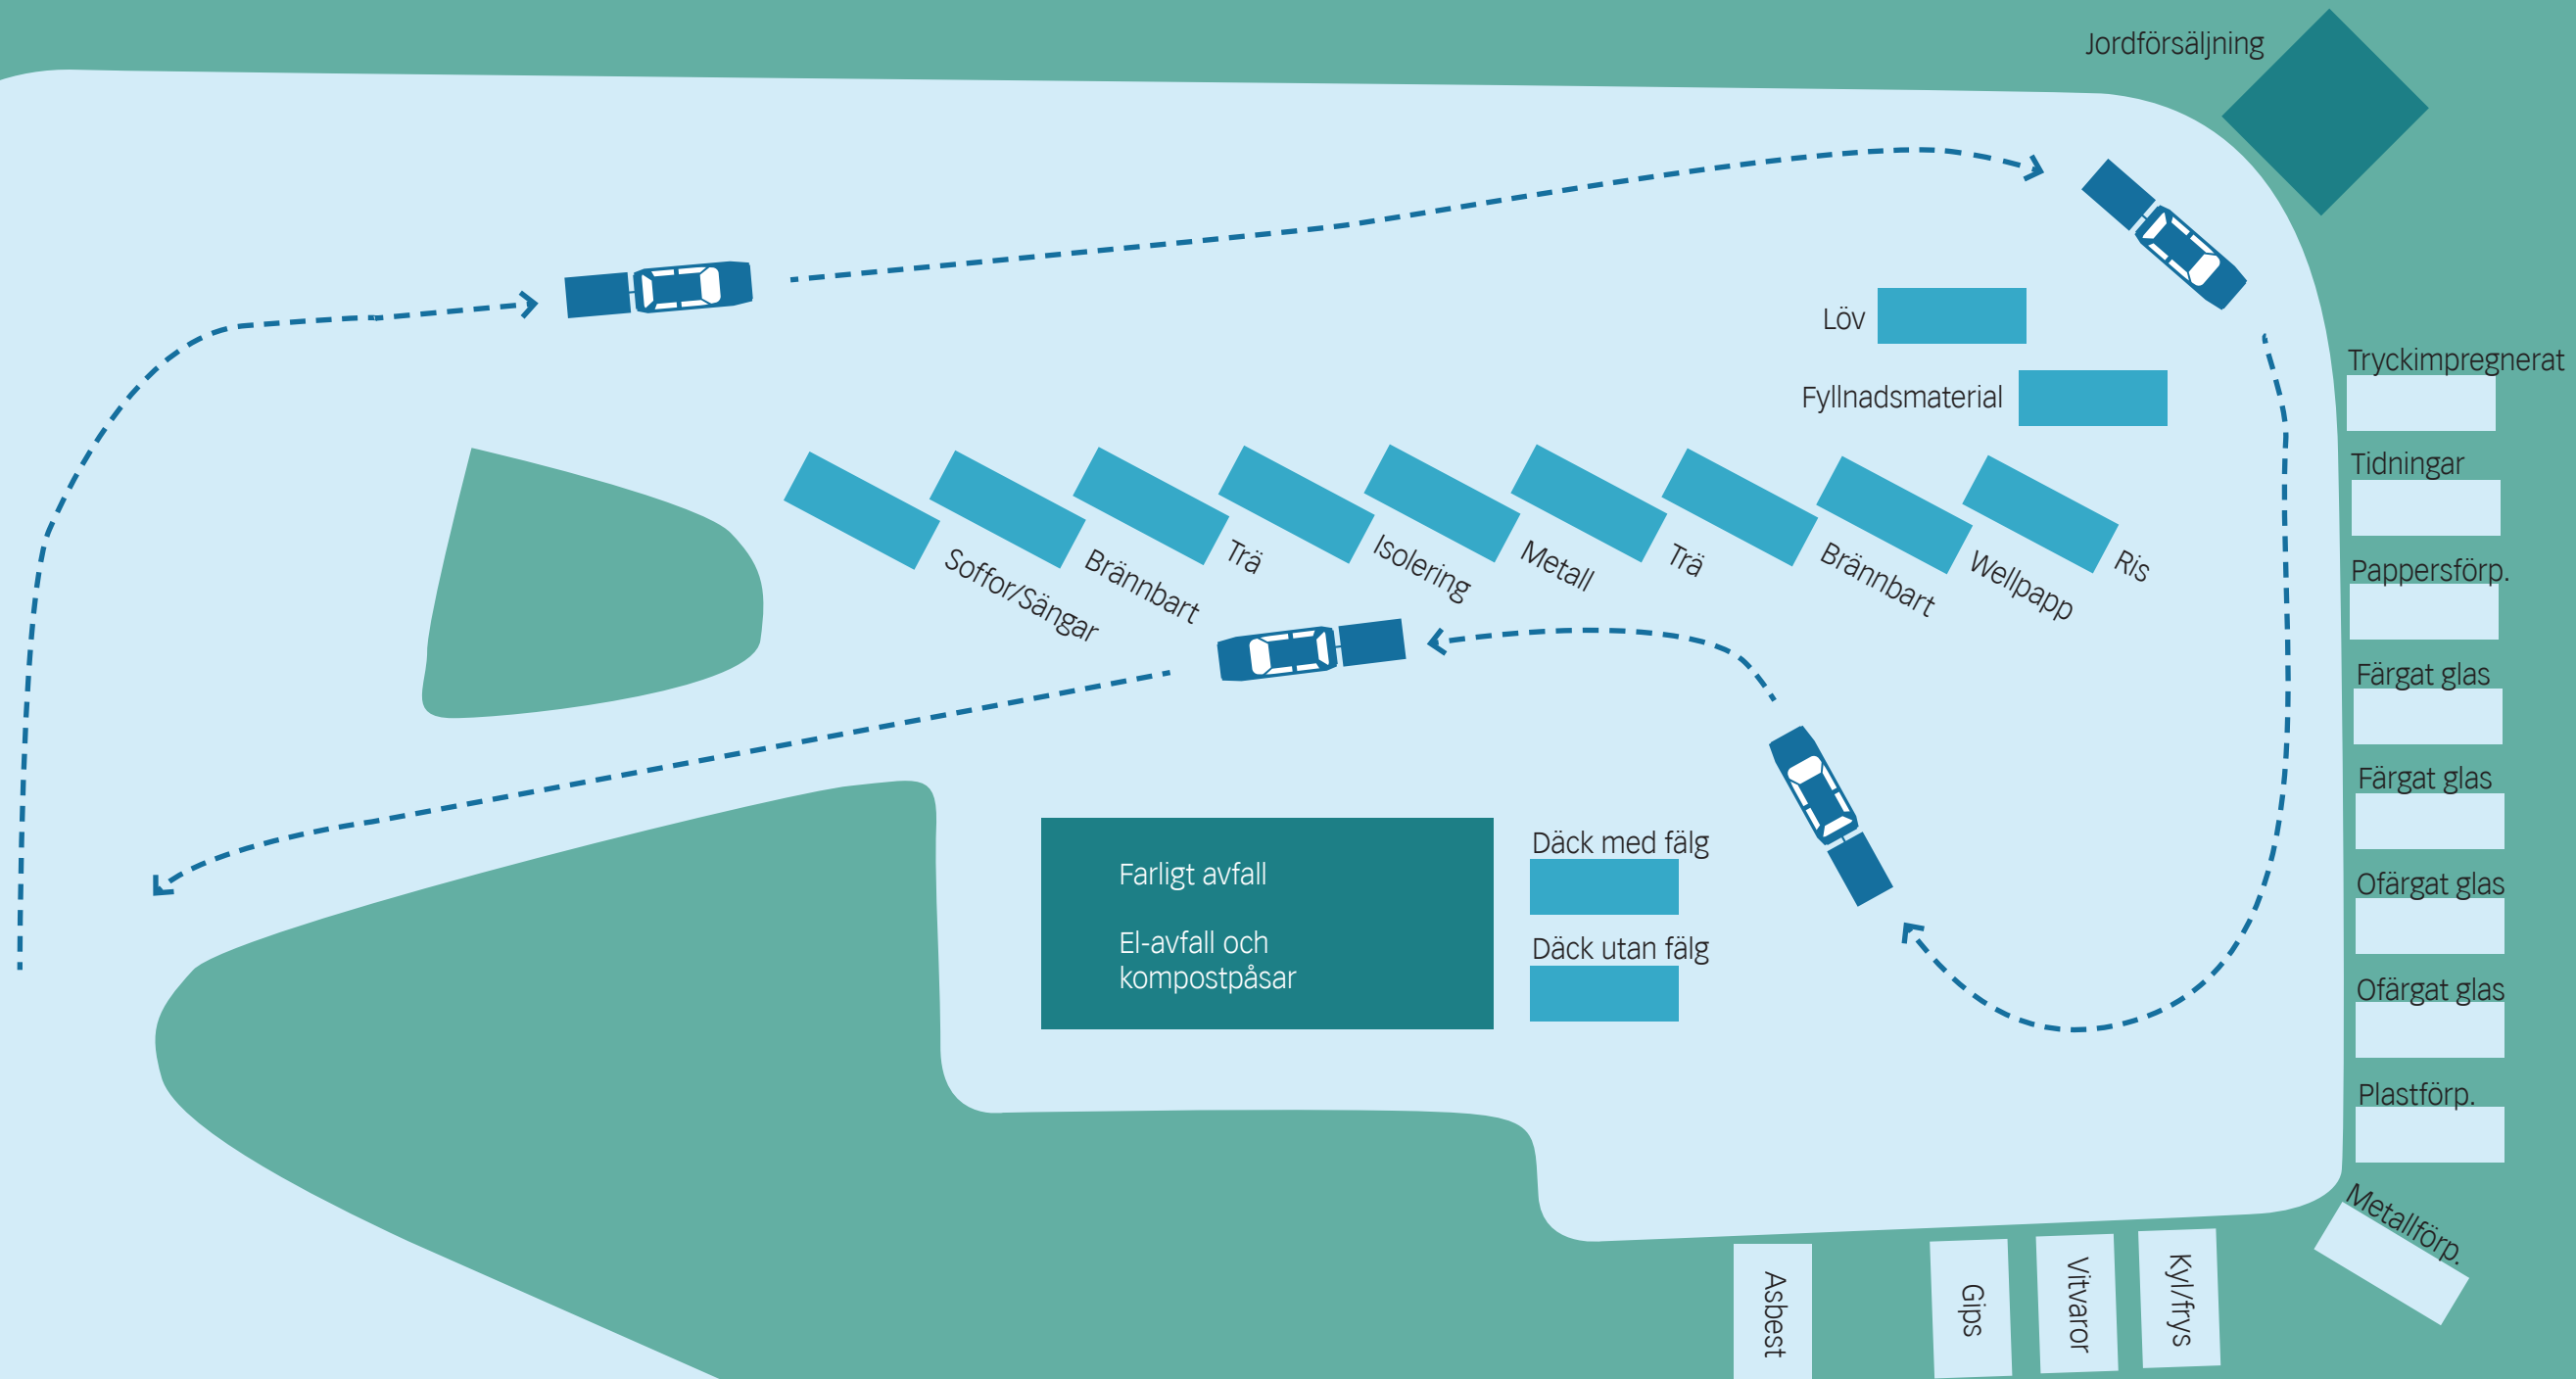 Jordförsäljning
Löv
Fyllnadsmaterial
Tryckimpregnerat
Tidningar
Pappersförp.
Färgat glas
Färgat glas
Ofärgat glas
Ofärgat glas
Plastförp.
Metallförp.
Soffor/Sängar
Brännbart
Trä
Isolering
Metall
Trä
Brännbart
Wellpapp
Ris
Farligt avfall
El-avfall och
kompostpåsar
Däck med fälg
Däck utan fälg
Asbest
Gips
Vitvaror
Kyl/frys